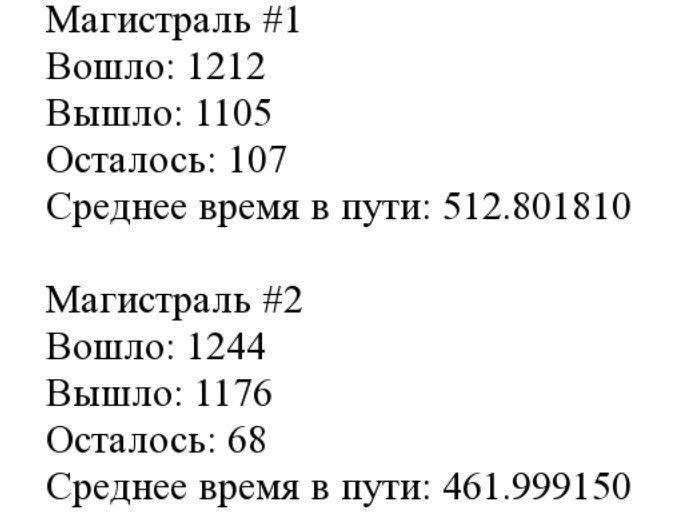 Магистраль #1
Вошло: 1212
Вышло: 1105
Осталось: 107
Среднее время в пути: 512.801810
Магистраль #2
Вошло: 1244
Вышло: 1176
Осталось: 68
Среднее время в пути: 461.999150